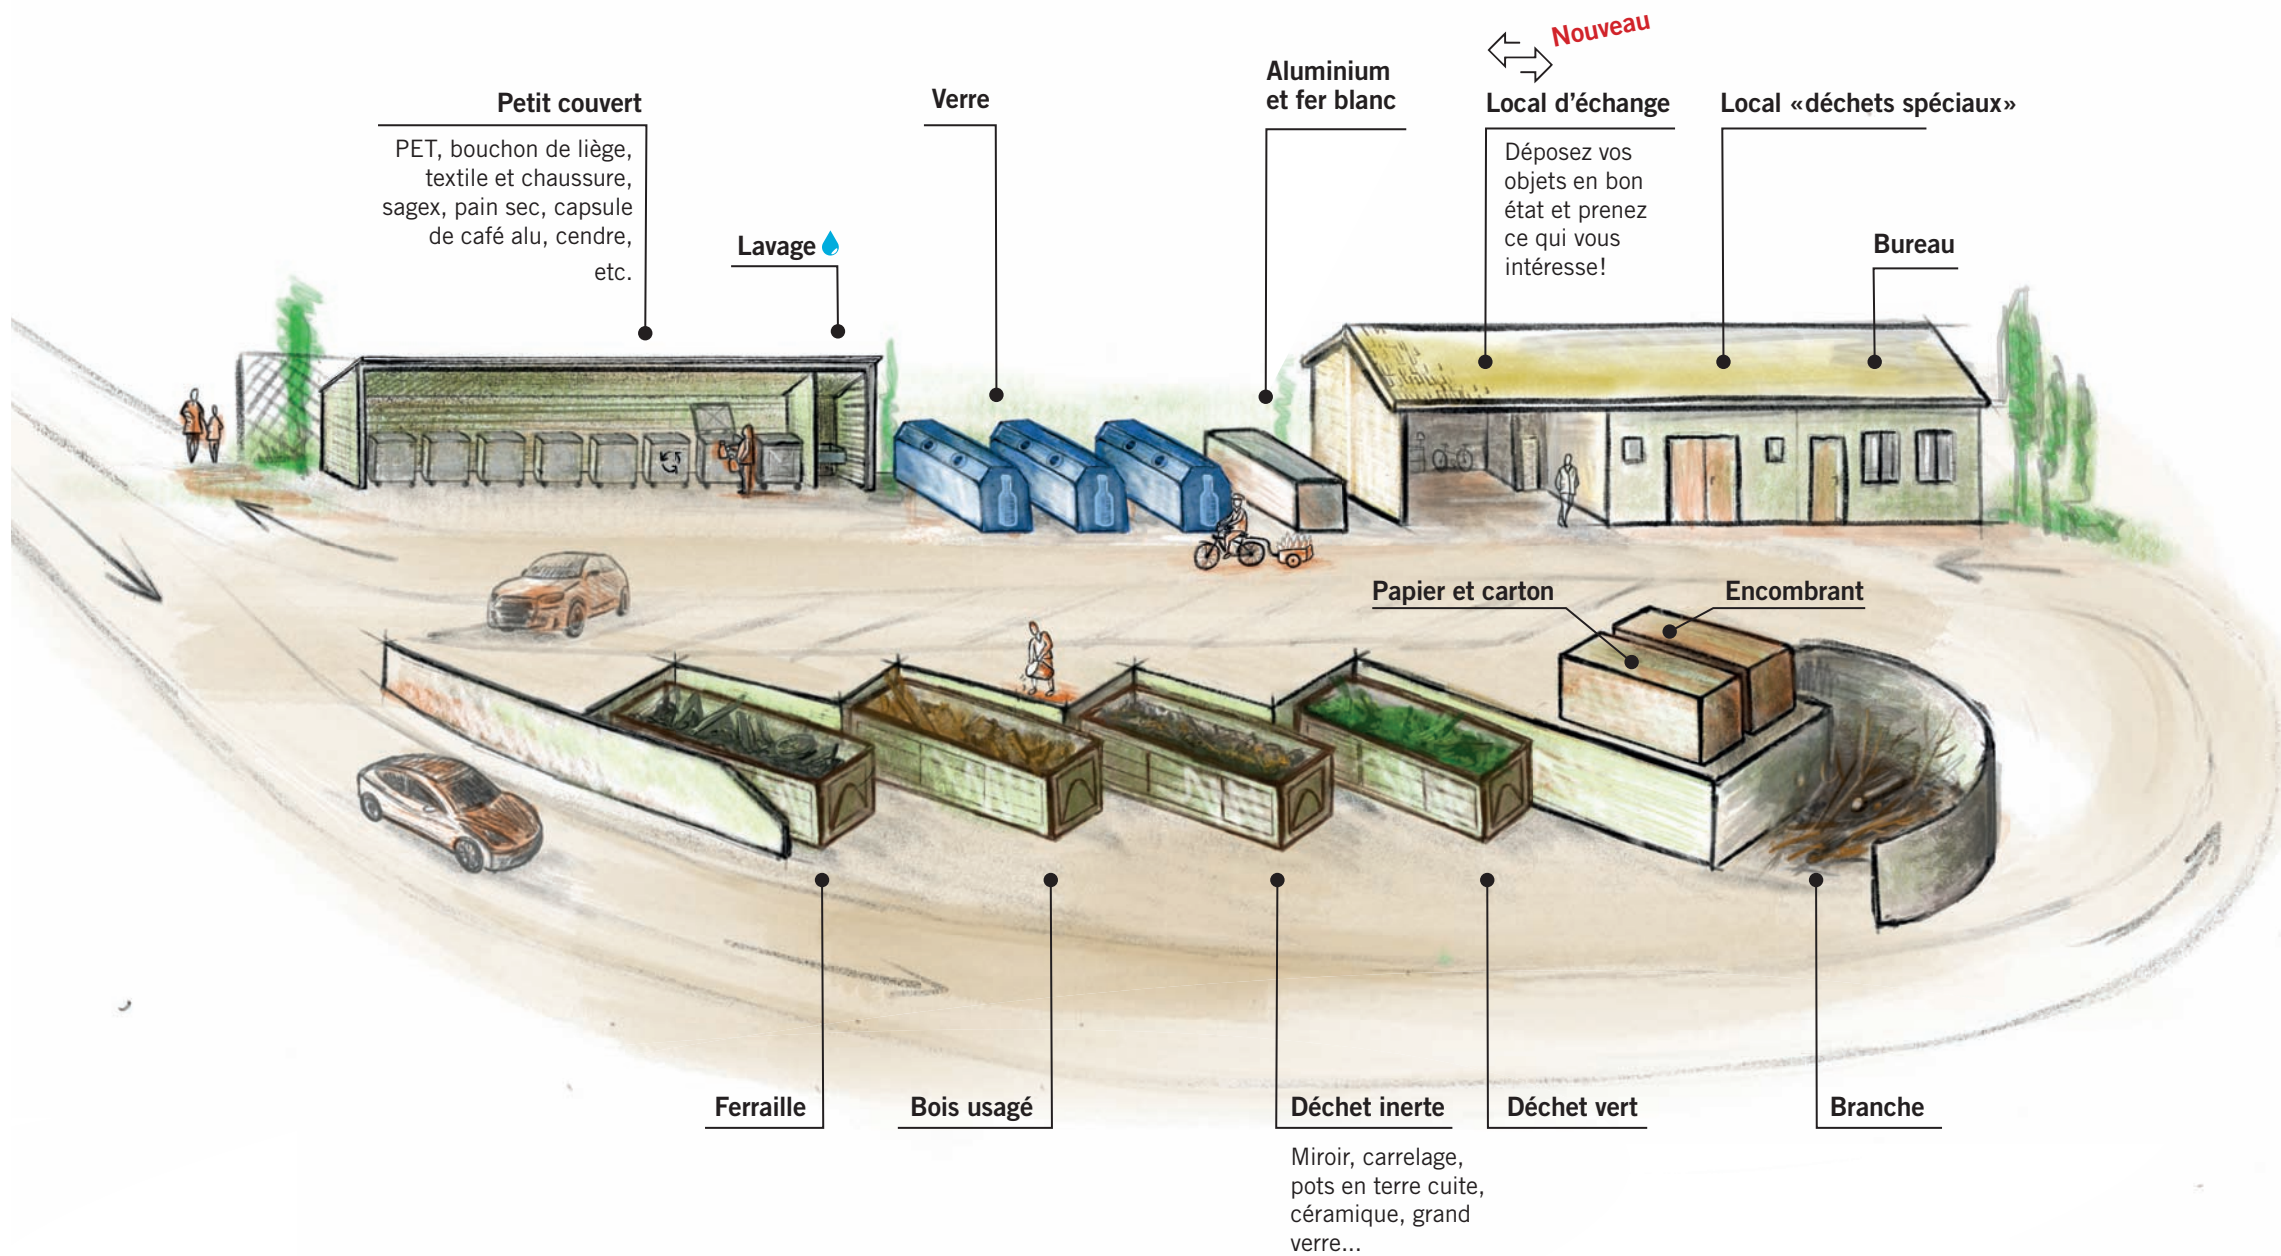 Nouveau
Petit couvert
PET, bouchon de liège,
textile et chaussure,
sagex, pain sec, capsule
de café alu, cendre,
etc.
Lavage
Verre
Aluminium
et fer blanc
Local d’échange
Déposez vos
objets en bon
état et prenez
ce qui vous
intéresse!
Local «déchets spéciaux»
Bureau
Papier et carton
Encombrant
Ferraille
Bois usagé
Déchet inerte
Miroir, carrelage,
pots en terre cuite,
céramique, grand
verre...
Déchet vert
Branche